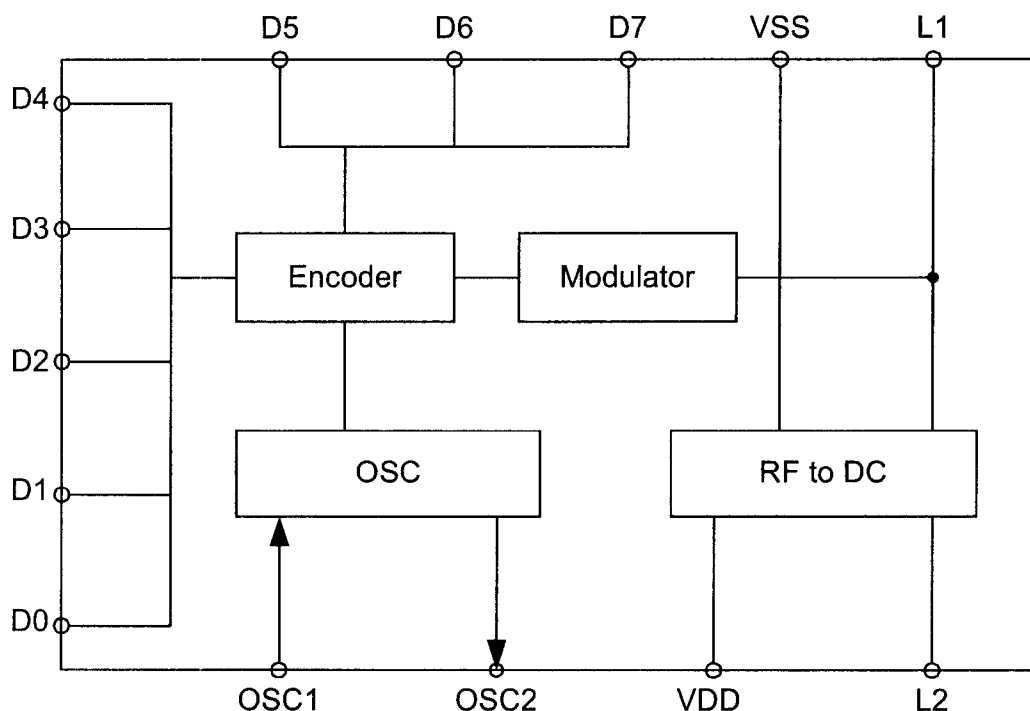 D5 D6 D7 VSS L1
D4
D3
Encoder Modulator
D2
OSC RF to DC
D1
D0
OSC1 OSC2 VDD L2